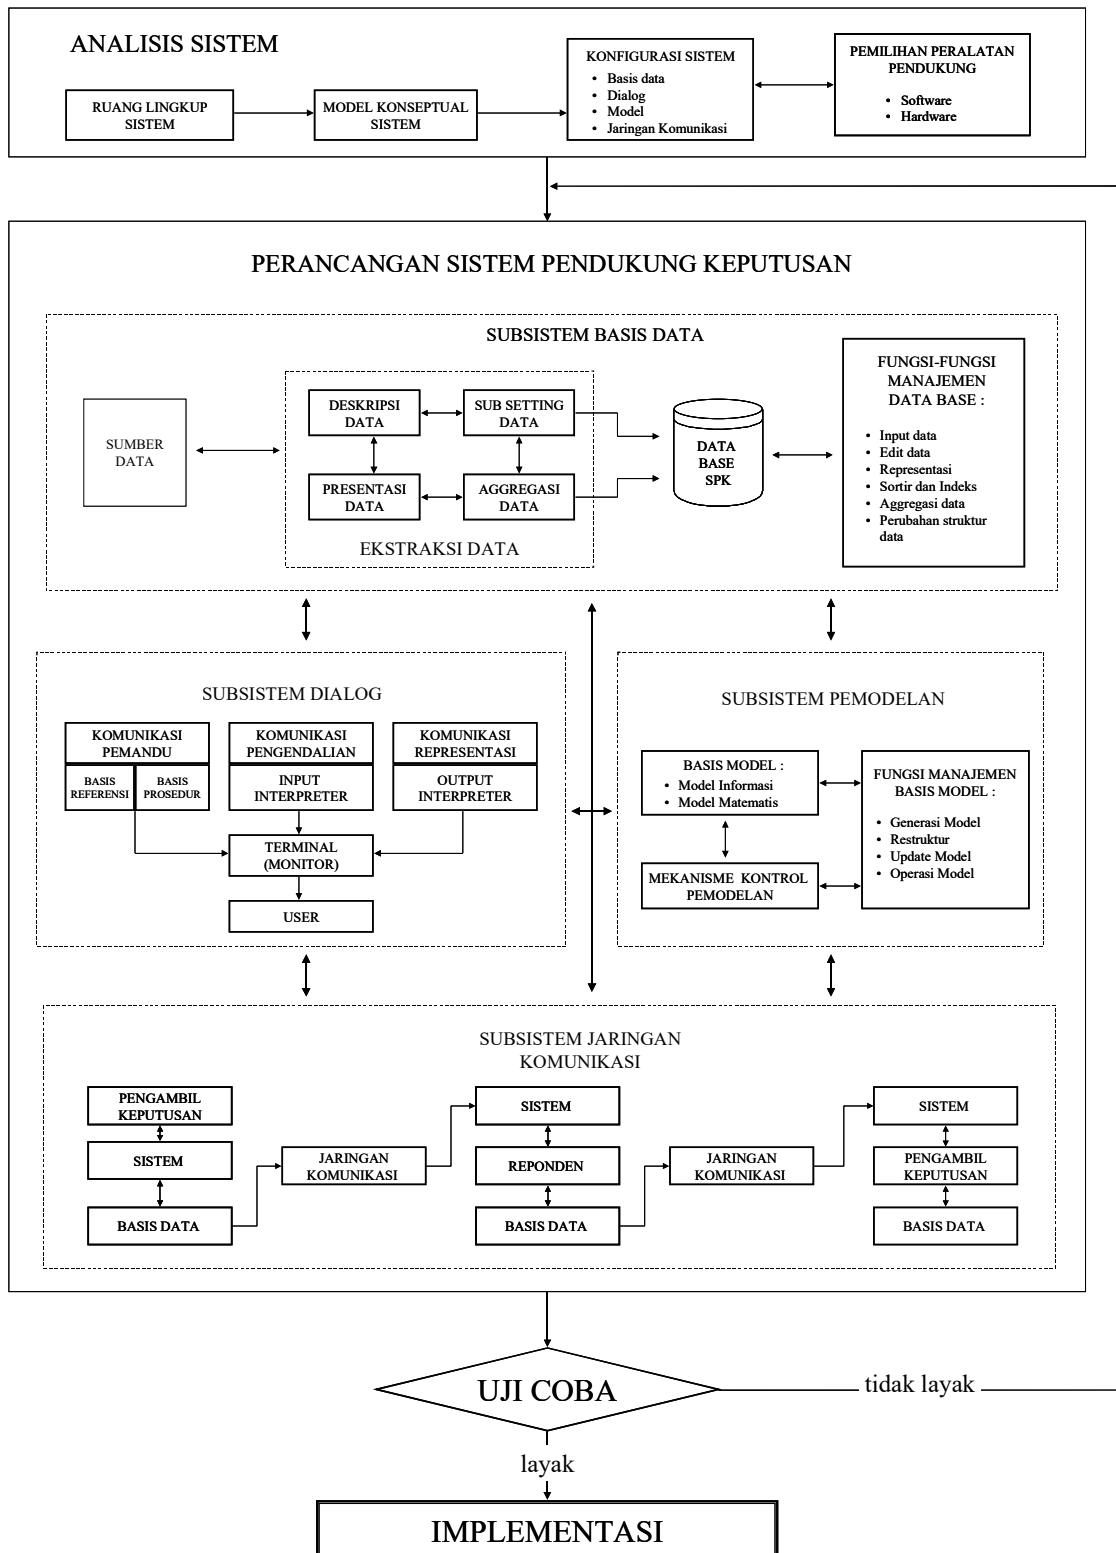 ANALISIS SISTEM
RUANG LINGKUP
SISTEM
MODEL KONSEPTUAL
SISTEM
KONFIGURASI SISTEM
• Basis data
• Dialog
• Model
• Jaringan Komunikasi
PEMILIHAN PERALATAN
PENDUKUNG
• Software
• Hardware
PERANCANGAN SISTEM PENDUKUNG KEPUTUSAN
SUBSISTEM BASIS DATA
SUMBER
DATA
DESKRIPSI
DATA
SUB SETTING
DATA
PRESENTASI
DATA
AGGREGASI
DATA
EKSTRAKSI DATA
DATA
BASE
SPK
FUNGSI-FUNGSI
MANAJEMEN
DATA BASE :
• Input data
• Edit data
• Representasi
• Sortir dan Indeks
• Aggregasi data
• Perubahan struktur
data
SUBSISTEM DIALOG
KOMUNIKASI
PEMANDU
BASIS
REFERENSI
BASIS
PROSEDUR
KOMUNIKASI
PENGENDALIAN
INPUT
INTERPRETER
KOMUNIKASI
REPRESENTASI
OUTPUT
INTERPRETER
TERMINAL
(MONITOR)
USER
SUBSISTEM PEMODELAN
BASIS MODEL :
• Model Informasi
• Model Matematis
MEKANISME KONTROL
PEMODELAN
FUNGSI MANAJEMEN
BASIS MODEL :
• Generasi Model
• Restruktur
• Update Model
• Operasi Model
SUBSISTEM JARINGAN
KOMUNIKASI
PENGAMBIL
KEPUTUSAN
SISTEM
BASIS DATA
JARINGAN
KOMUNIKASI
SISTEM
REPONDEN
BASIS DATA
JARINGAN
KOMUNIKASI
SISTEM
PENGAMBIL
KEPUTUSAN
BASIS DATA
UJI COBA
tidak layak
layak
IMPLEMENTASI